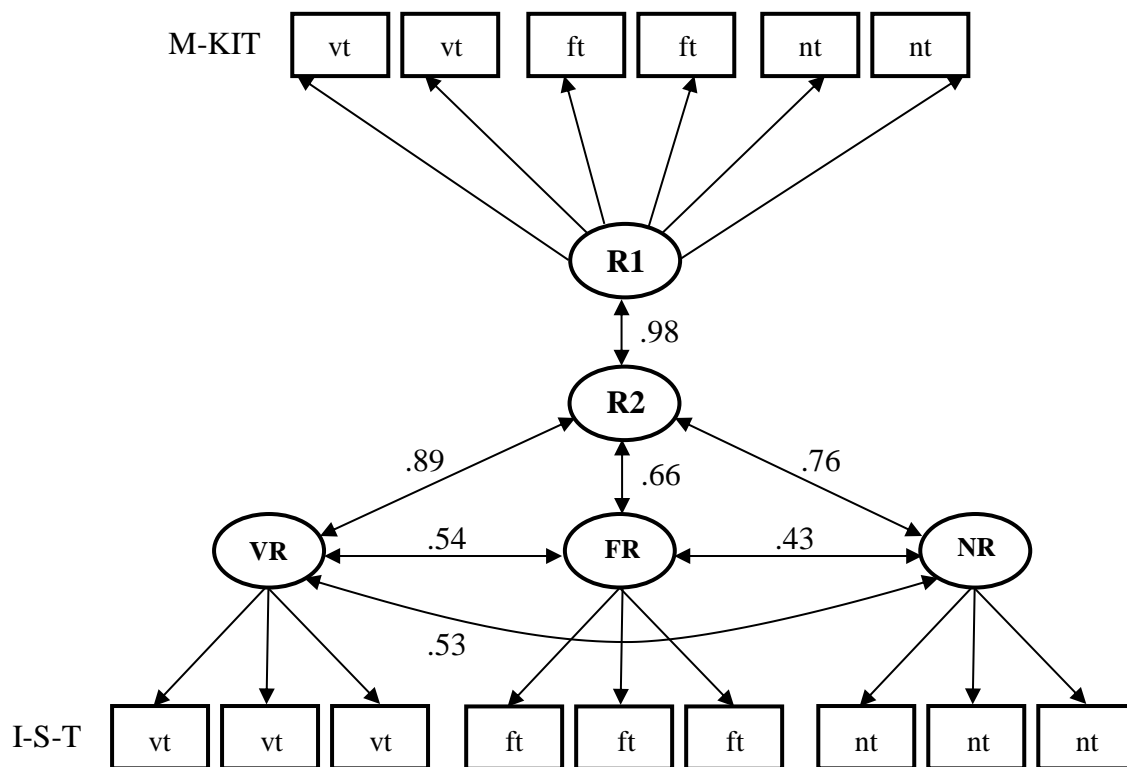 M-KIT vt vt ft ft nt nt
R1
.98
R2
.89 .66 .76
VR .54 FR .43 NR
.53
I-S-T vt vt vt ft ft ft nt nt nt